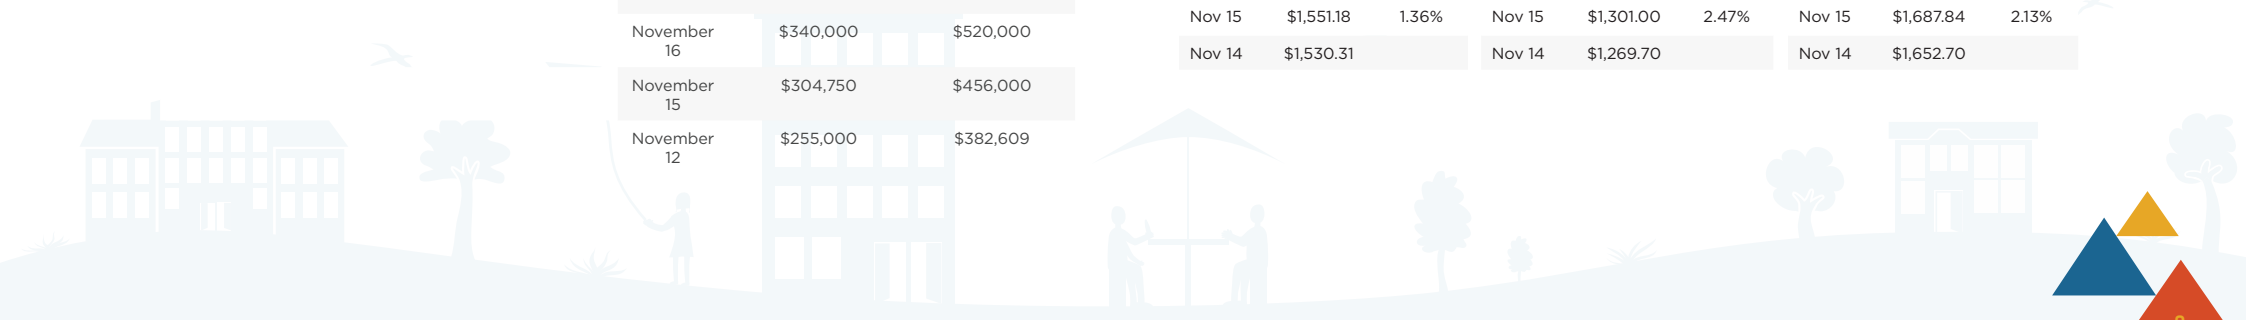 November $340,000 $520,000
16
November $304,750 $456,000
15
November $255,000 $382,609
12
Nov 15 $1,551.18 1.36% Nov 15 $1,301.00 2.47% Nov 15 $1,687.84 2.13%
Nov 14 $1,530.31 Nov 14 $1,269.70 Nov 14 $1,652.70